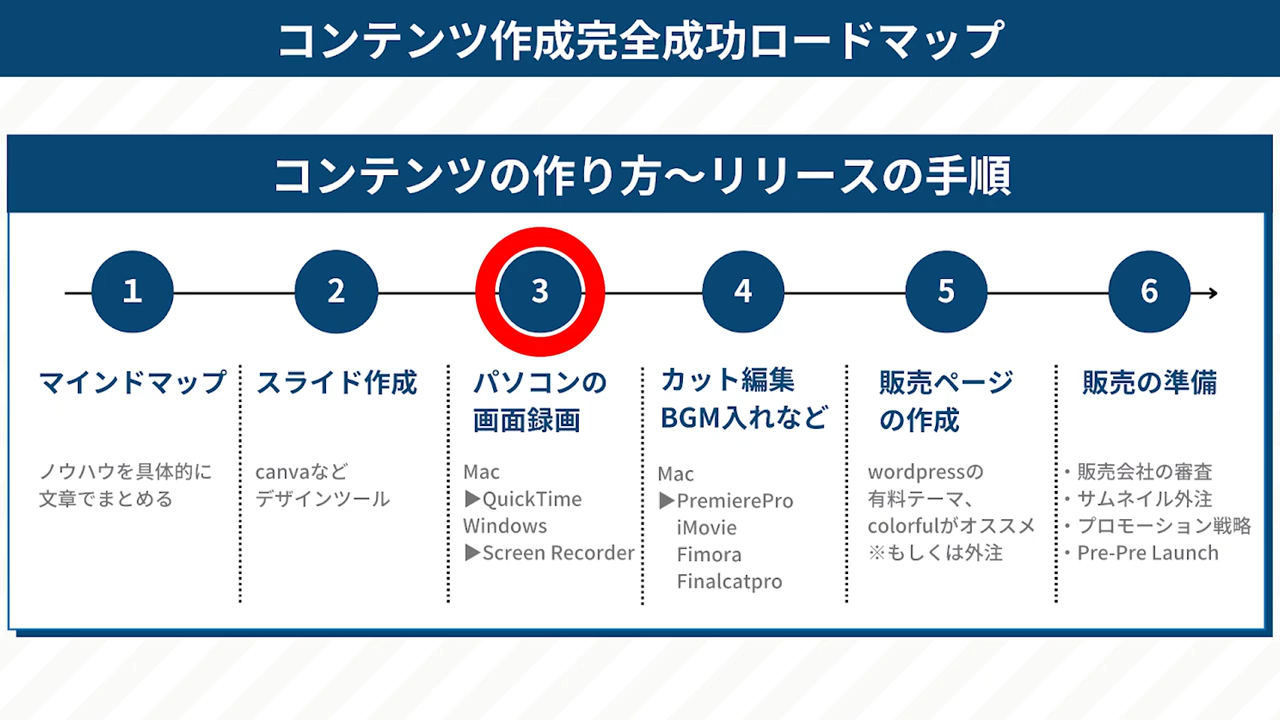 コンテンツ作成完全成功ロードマップ
コンテンツの作り方〜リリースの手順
1
2
3
4
5
6
マインドマップ
ノウハウを具体的に
文章でまとめる
スライド作成
canvaなど
デザインツール
パソコンの
画面録画
Mac
▶QuickTime
Windows
▶Screen Recorder
カット編集
BGM入れなど
Mac
▶PremierePro
iMovie
Fimora
Finalcatpro
販売ページ
の作成
wordpressの
有料テーマ、
colorfulがオススメ
※もしくは外注
販売の準備
・販売会社の審査
・サムネイル外注
・プロモーション戦略
・Pre-Pre Launch